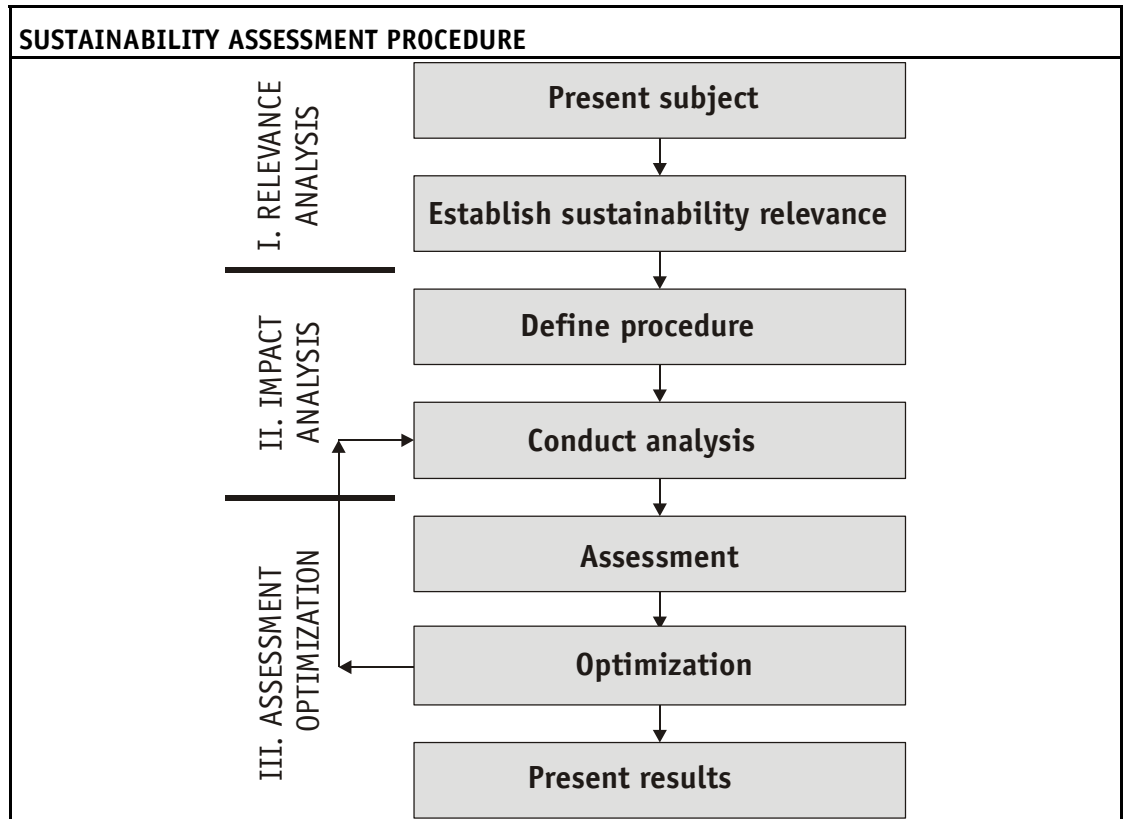 SUSTAINABILITY ASSESSMENT PROCEDURE
I. RELEVANCE
ANALYSIS
Present subject
Establish sustainability relevance
II. IMPACT
ANALYSIS
Define procedure
Conduct analysis
III. ASSESSMENT
OPTIMIZATION
Assessment
Optimization
Present results